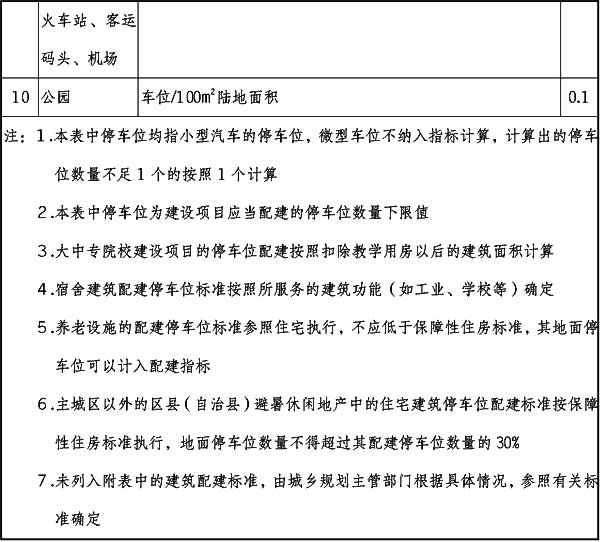 火车站、客运
码头、机场
10 公园 车位/100m²陆地面积 0.1
注：1.本表中停车位均指小型汽车的停车位，微型车位不纳入指标计算，计算出的停车
位数量不足1个的按照1个计算
2.本表中停车位为建设项目应当配建的停车位数量下限值
3.大中专院校建设项目的停车位配建按照扣除教学用房以后的建筑面积计算
4.宿舍建筑配建停车位标准按照所服务的建筑功能（如工业、学校等）确定
5.养老设施的配建停车位标准参照住宅执行，不应低于保障性住房标准，其地面停
车位可以计入配建指标
6.主城区以外的区县（自治县）避暑休闲地产中的住宅建筑停车位配建标准按保障
性住房标准执行，地面停车位数量不得超过其配建停车位数量的30%
7.未列入附表中的建筑配建标准，由城乡规划主管部门根据具体情况，参照有关标
准确定